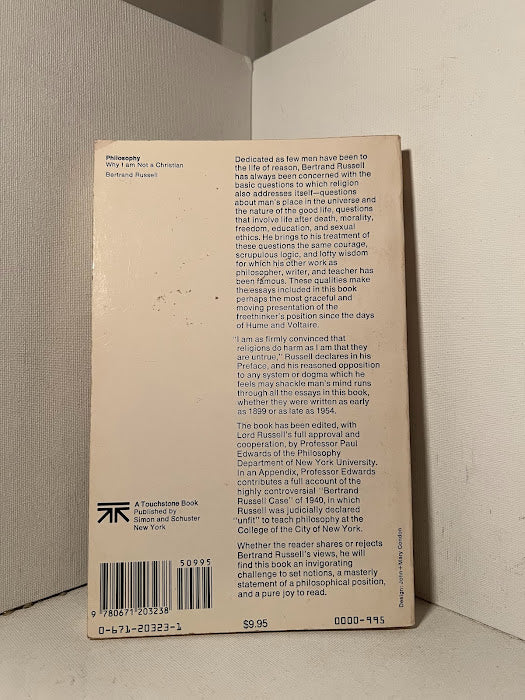 Philosophy
Why I am Not a Christian
Bertrand Russell
Dedicated as few men have been to
the life of reason, Bertrand Russell
has always been concerned with the
basic questions to which religion
also addresses itself—questions
about man's place in the universe and
the nature of the good life, questions
that involve life after death, morality,
freedom, education, and sexual
ethics. He brings to his treatment of
these questions the same courage,
scrupulous logic, and lofty wisdom
for which his other work as
philosopher, writer, and teacher has
been famous. These qualities make
the essays included in this book
perhaps the most graceful and
moving presentation of the
freethinker's position since the days
of Hume and Voltaire.
"I am as firmly convinced that
religions do harm as I am that they
are untrue," Russell declares in his
Preface, and his reasoned opposition
to any system or dogma which he
feels may shackle man's mind runs
through all the essays in this book,
whether they were written as early
as 1899 or as late as 1954.
The book has been edited, with
Lord Russell's full approval and
cooperation, by Professor Paul
Edwards of the Philosophy
Department of New York University.
In an Appendix, Professor Edwards
contributes a full account of the
highly controversial "Bertrand
Russell Case" of 1940, in which
Russell was judicially declared
"unfit" to teach philosophy at the
College of the City of New York.
Whether the reader shares or rejects
Bertrand Russell's views, he will
find this book an invigorating
challenge to set notions, a masterly
statement of a philosophical position,
and a pure joy to read.
A Touchstone Book
Published by
Simon and Schuster
New York
50995
9 780671 203238
0-671-20323-1
$9.95
0000-995
Design: John + Mary Condon